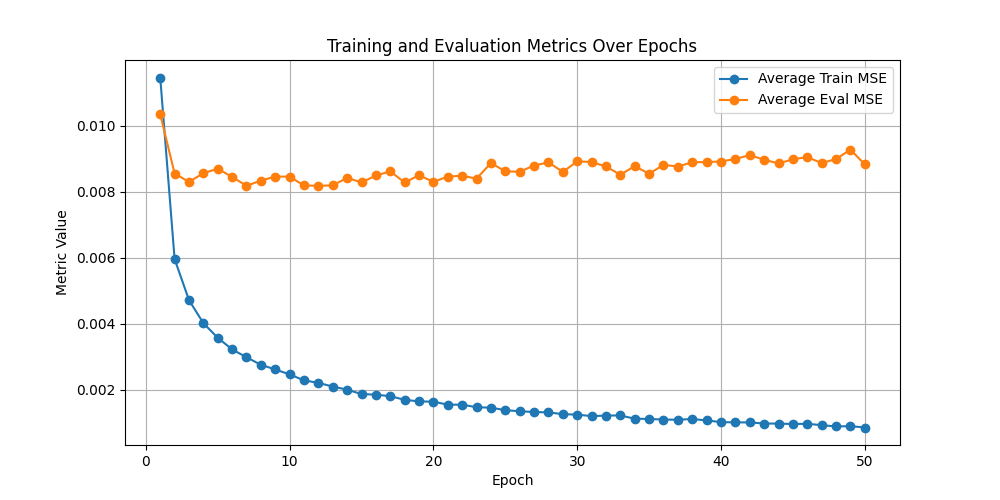 Training and Evaluation Metrics Over Epochs
Average Train MSE
Average Eval MSE
Metric Value
0.010
0.008
0.006
0.004
0.002
0
10
20
30
40
50
Epoch